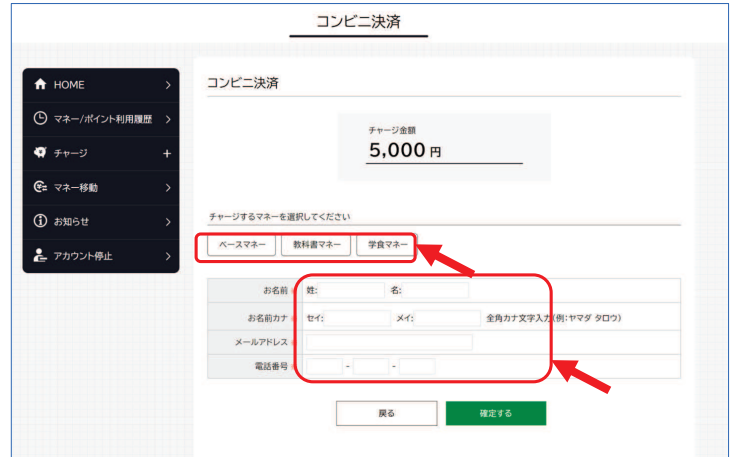 コンビニ決済
HOME
マネー/ポイント利用履歴
チャージ
マネー移動
お知らせ
アカウント停止
コンビニ決済
チャージ金額
5,000 円
チャージするマネーを選択してください
ベースマネー 教科書マネー 学食マネー
お名前 姓: 名:
お名前カナ セイ: メイ: 全角カナ文字入力(例:ヤマダ タロウ)
メールアドレス
電話番号 - -
戻る 確定する